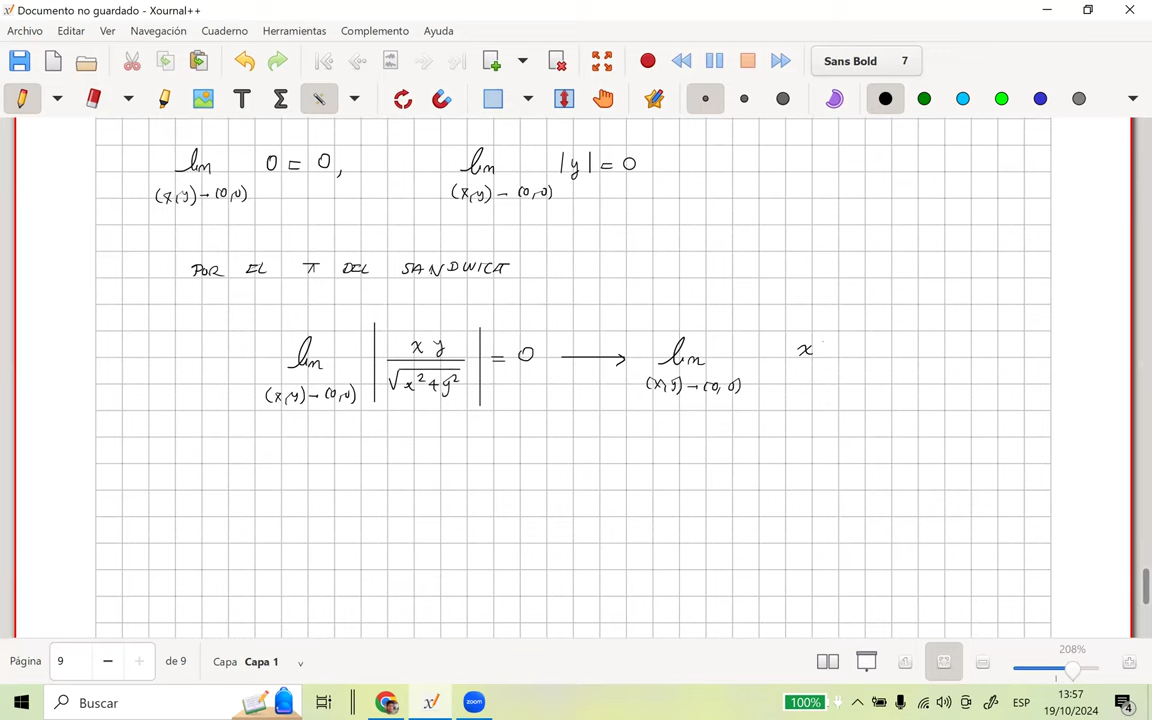 Documento no guardado - Xournal++
Archivo Editar Ver Navegación Cuaderno Herramientas Complemento Ayuda
Sans Bold 7
lim 0 = 0, lim |y| = 0
(x,y)→(0,0) (x,y)→(0,0)
POR EL T DEL SANDWICH
lim |xy / √(x²+y²)| = 0 ⟶ lim x
(x,y)→(0,0) (x,y)→(0,0)
208%
Página 9 de 9 Capa Capa 1
Buscar 100% ESP 13:57
19/10/2024 4